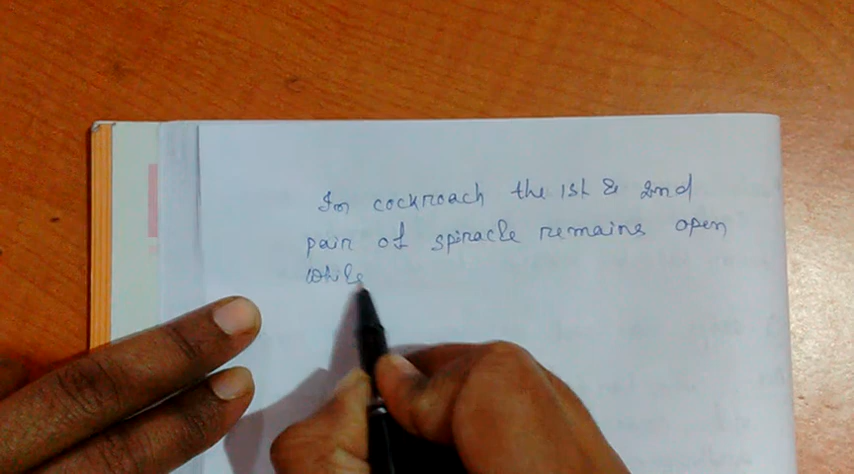 In cockroach the 1st & 2nd
pair of spiracle remains open
while